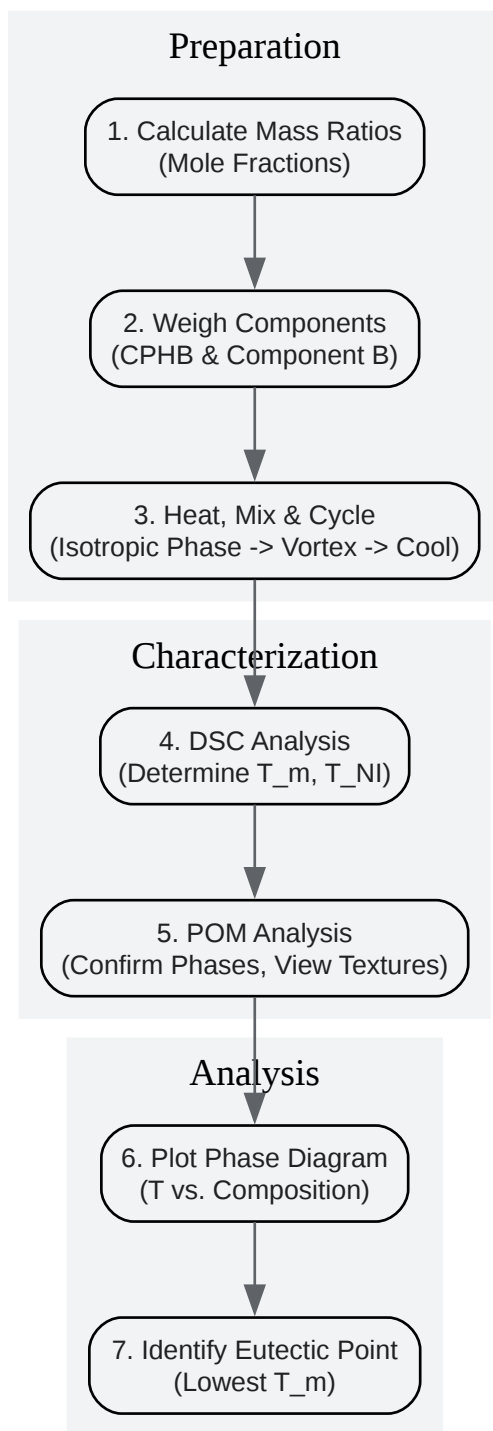 Preparation
1. Calculate Mass Ratios
(Mole Fractions)
2. Weigh Components
(CPHB & Component B)
3. Heat, Mix & Cycle
(Isotropic Phase -> Vortex -> Cool)
Characterization
4. DSC Analysis
(Determine T_m, T_NI)
5. POM Analysis
(Confirm Phases, View Textures)
Analysis
6. Plot Phase Diagram
(T vs. Composition)
7. Identify Eutectic Point
(Lowest T_m)